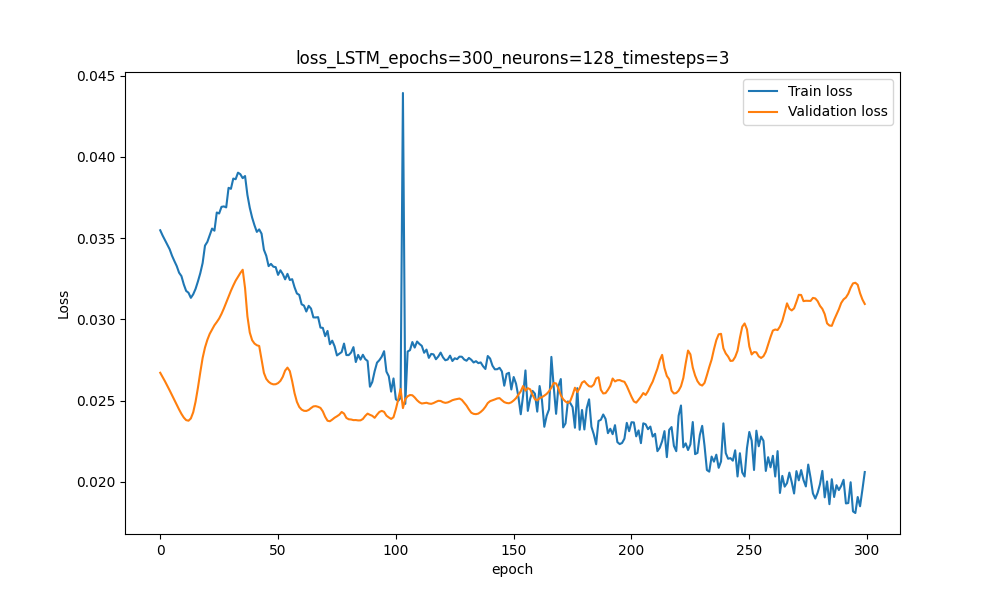 loss_LSTM_epochs=300_neurons=128_timesteps=3
0.045
0.040
0.035
0.030
0.025
0.020
Loss
Train loss
Validation loss
0 50 100 150 200 250 300
epoch